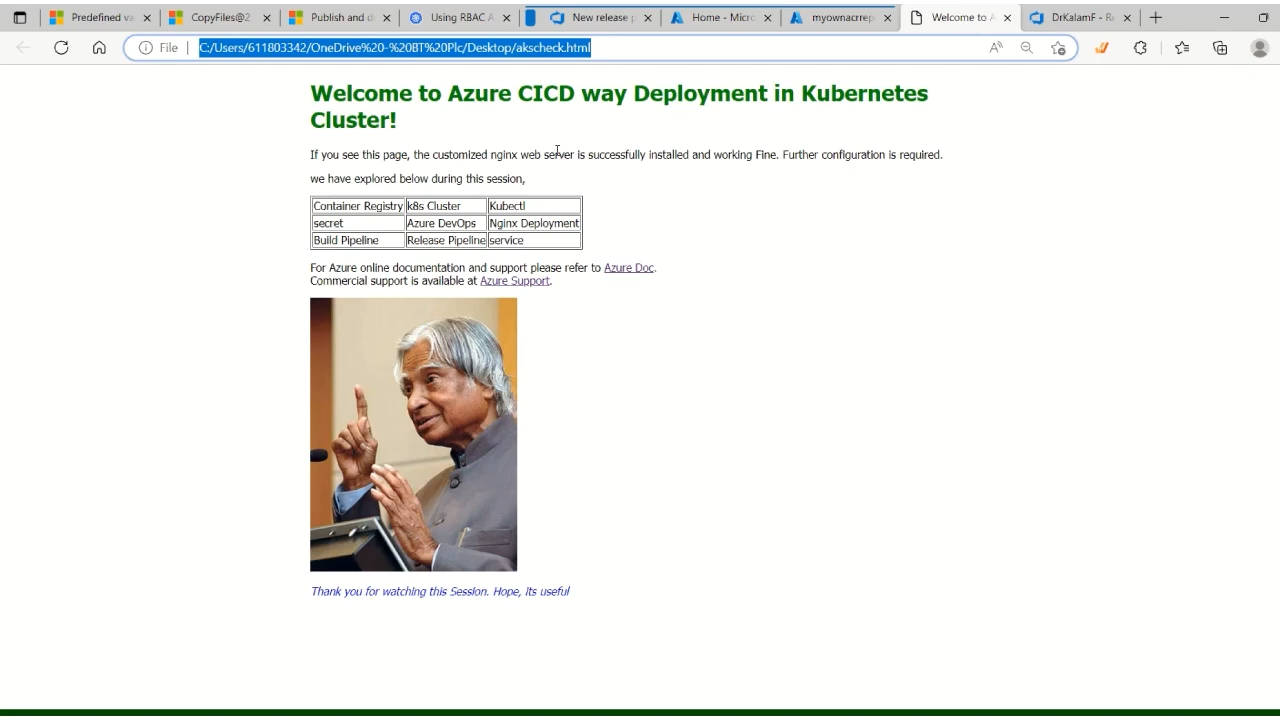 Predefined va
CopyFiles@2
Publish and d
Using RBAC A
New release p
Home - Micro
myownacrrep
Welcome to A
DrKalamF - Re
File
C:/Users/611803342/OneDrive%20-%20BT%20Plc/Desktop/akscheck.html
Welcome to Azure CICD way Deployment in Kubernetes
Cluster!
If you see this page, the customized nginx web server is successfully installed and working Fine. Further configuration is required.
we have explored below during this session,
Container Registry k8s Cluster Kubectl
secret Azure DevOps Nginx Deployment
Build Pipeline Release Pipeline service
For Azure online documentation and support please refer to Azure Doc.
Commercial support is available at Azure Support.
Thank you for watching this Session. Hope, its useful